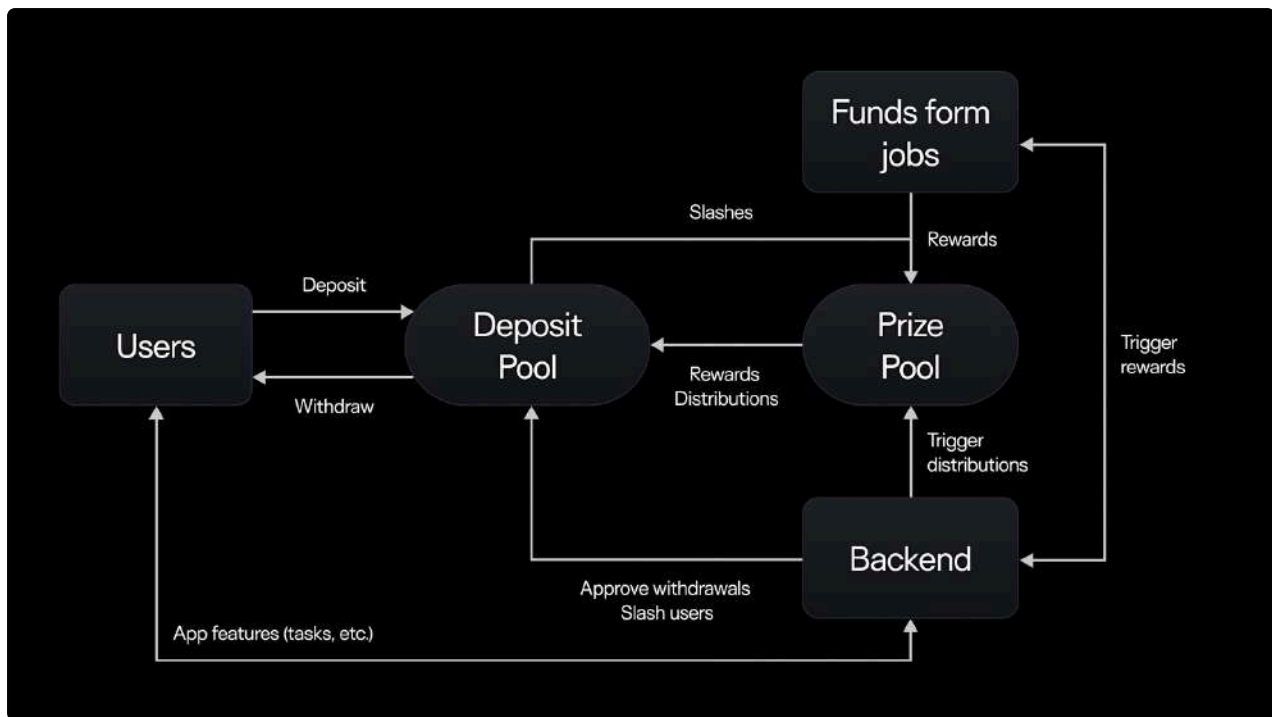 Funds form
jobs
Slashes
Rewards
Deposit
Users
Deposit
Pool
Prize
Pool
Trigger
rewards
Withdraw
Rewards
Distributions
Trigger
distributions
Backend
Approve withdrawals
Slash users
App features (tasks, etc.)